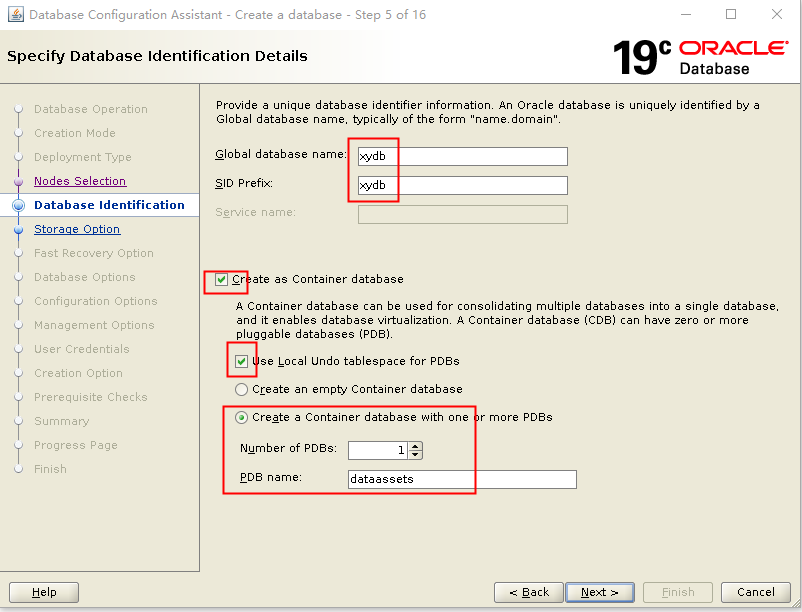 Database Configuration Assistant - Create a database - Step 5 of 16
Specify Database Identification Details
19c ORACLE
Database
Database Operation
Creation Mode
Deployment Type
Nodes Selection
Database Identification
Storage Option
Fast Recovery Option
Database Options
Configuration Options
Management Options
User Credentials
Creation Option
Prerequisite Checks
Summary
Progress Page
Finish
Provide a unique database identifier information. An Oracle database is uniquely identified by a
Global database name, typically of the form "name.domain".
Global database name: xydb
SID Prefix: xydb
Service name:
Create as Container database
A Container database can be used for consolidating multiple databases into a single database,
and it enables database virtualization. A Container database (CDB) can have zero or more
pluggable databases (PDB).
Use Local Undo tablespace for PDBs
Create an empty Container database
Create a Container database with one or more PDBs
Number of PDBs: 1
PDB name: dataassets
Help
< Back
Next >
Finish
Cancel